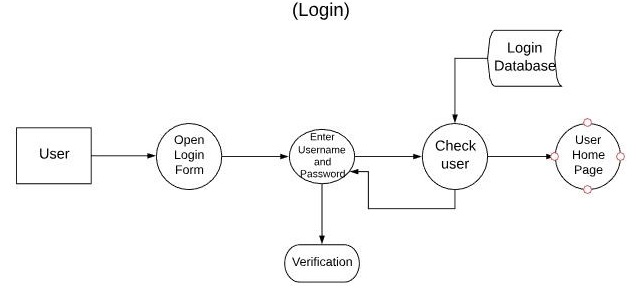 (Login)
Login
Database
User
Open
Login
Form
Enter
Username
and
Password
Check
user
User
Home
Page
Verification